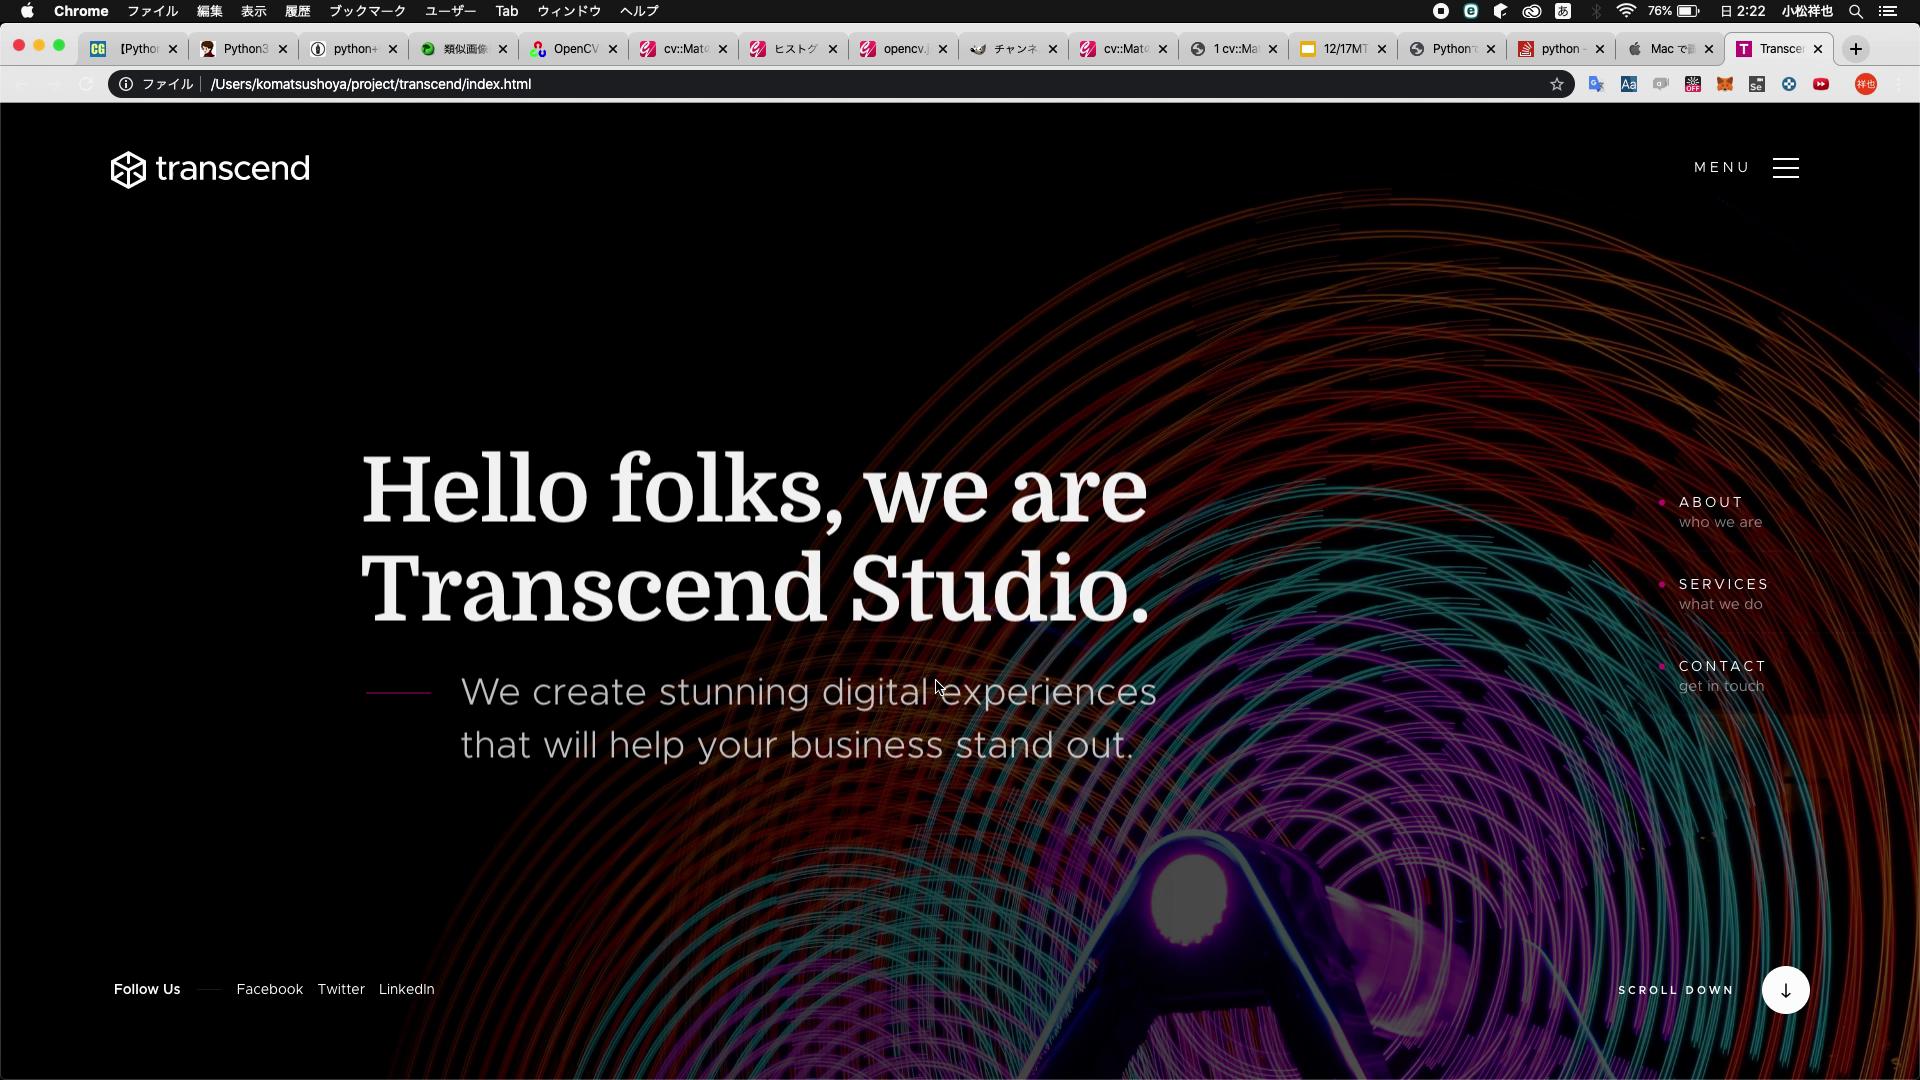 Chrome ファイル 編集 表示 履歴 ブックマーク ユーザー Tab ウィンドウ ヘルプ 76% 日 2:22 小松祥也
【Pytho Python3 python+ 類似画像 OpenCV cv::Mat ヒストグ opencv. チャンネ cv::Mat 1 cv::Ma 12/17MT Python python - Mac で Transce
ファイル /Users/komatsushoya/project/transcend/index.html
transcend
MENU
Hello folks, we are
Transcend Studio.
We create stunning digital experiences
that will help your business stand out.
ABOUT
who we are
SERVICES
what we do
CONTACT
get in touch
Follow Us Facebook Twitter LinkedIn
SCROLL DOWN